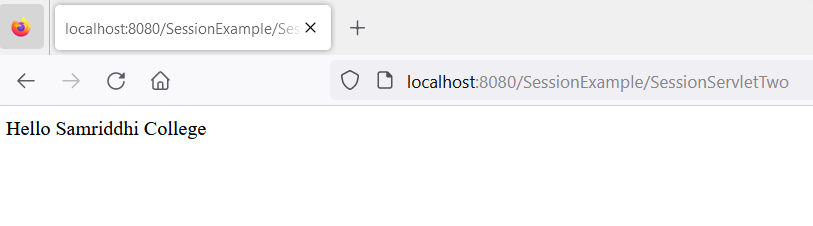 localhost:8080/SessionExample/Ses
localhost:8080/SessionExample/SessionServletTwo
Hello Samriddhi College